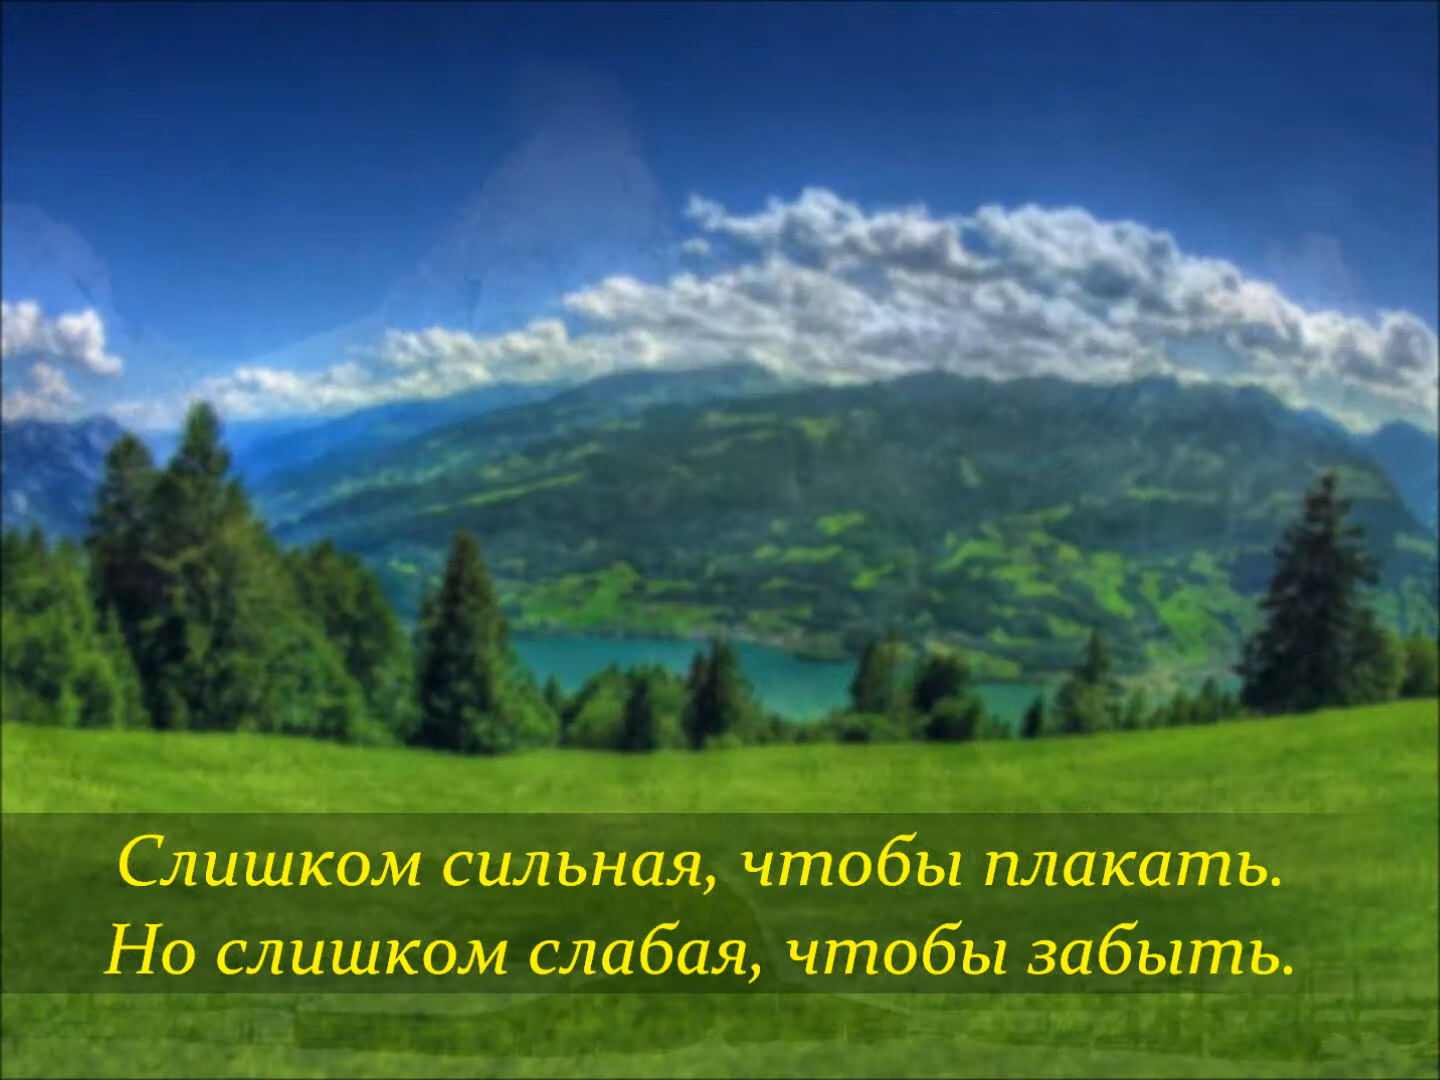 Слишком сильная, чтобы плакать.
Но слишком слабая, чтобы забыть.